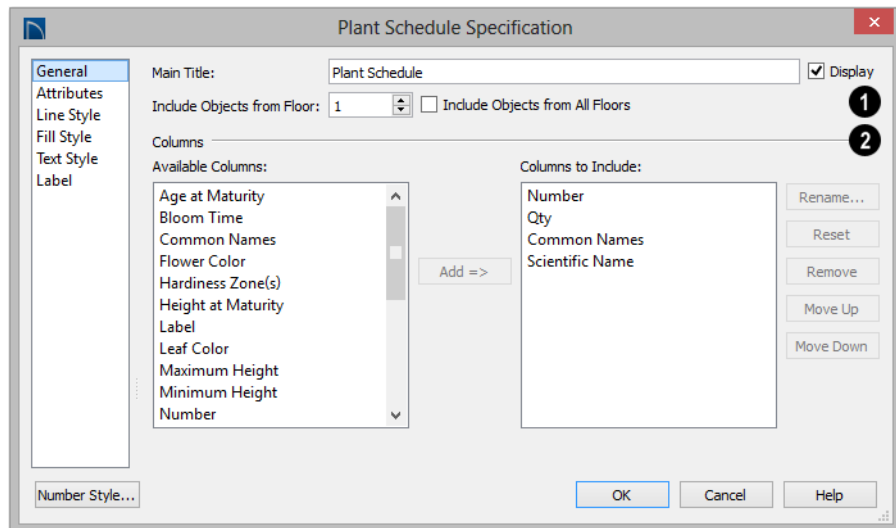 Plant Schedule Specification
General
Attributes
Line Style
Fill Style
Text Style
Label
Main Title: Plant Schedule Display
Include Objects from Floor: 1 Include Objects from All Floors 1
Columns 2
Available Columns:
Age at Maturity
Bloom Time
Common Names
Flower Color
Hardiness Zone(s)
Height at Maturity
Label
Leaf Color
Maximum Height
Minimum Height
Number
Add =>
Columns to Include:
Number
Qty
Common Names
Scientific Name
Rename...
Reset
Remove
Move Up
Move Down
Number Style...
OK
Cancel
Help